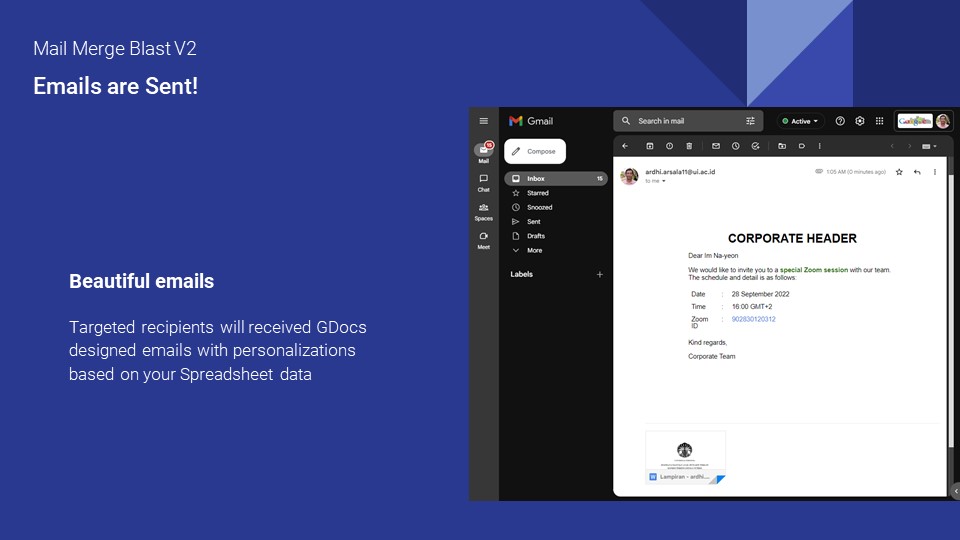 Mail Merge Blast V2
Emails are Sent!
Beautiful emails
Targeted recipients will received GDocs
designed emails with personalizations
based on your Spreadsheet data
Gmail
Search in mail
Active
15
Mail
Chat
Spaces
Meet
Compose
Inbox 15
Starred
Snoozed
Sent
Drafts
More
Labels
ardhi.arsala11@ui.ac.id
1:05 AM (0 minutes ago)
to me
CORPORATE HEADER
Dear Im Na-yeon
We would like to invite you to a special Zoom session with our team.
The schedule and detail is as follows:
Date : 28 September 2022
Time : 16:00 GMT+2
Zoom : 902830120312
ID
Kind regards,
Corporate Team
Lampiran - ardhi....